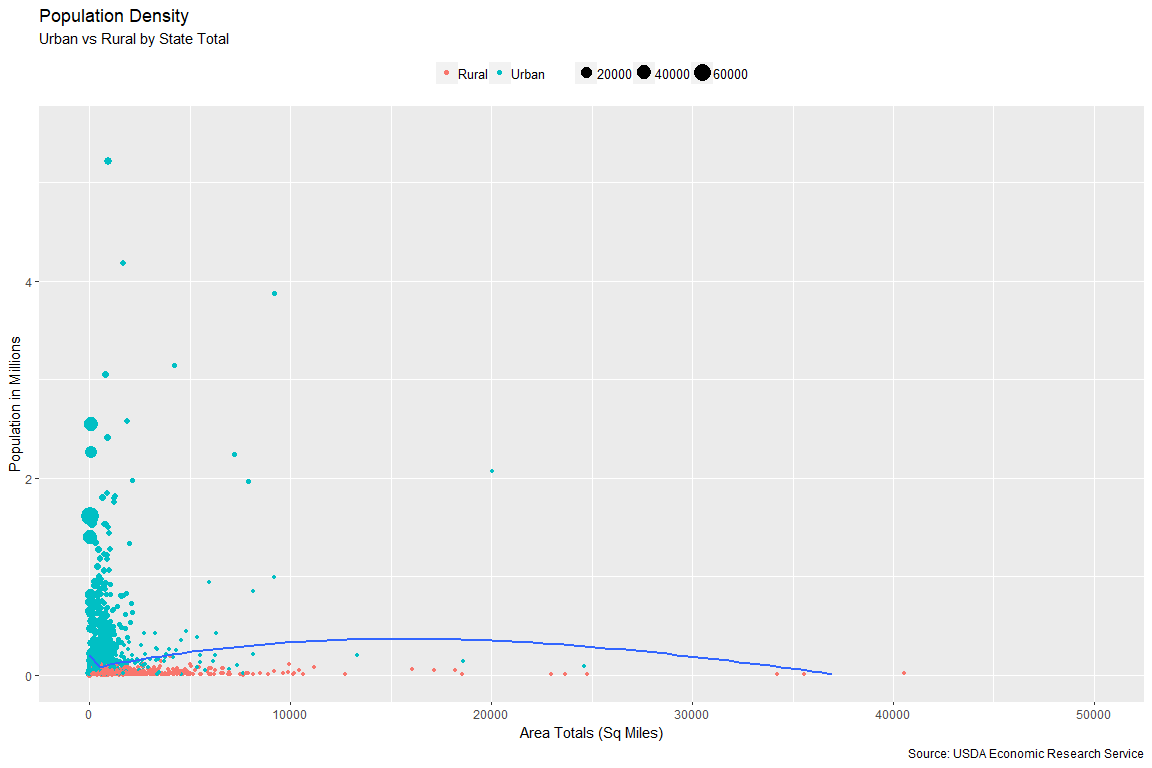 Population Density
Urban vs Rural by State Total
Rural Urban 20000 40000 60000
Population in Millions
4
2
0
0 10000 20000 30000 40000 50000
Area Totals (Sq Miles)
Source: USDA Economic Research Service